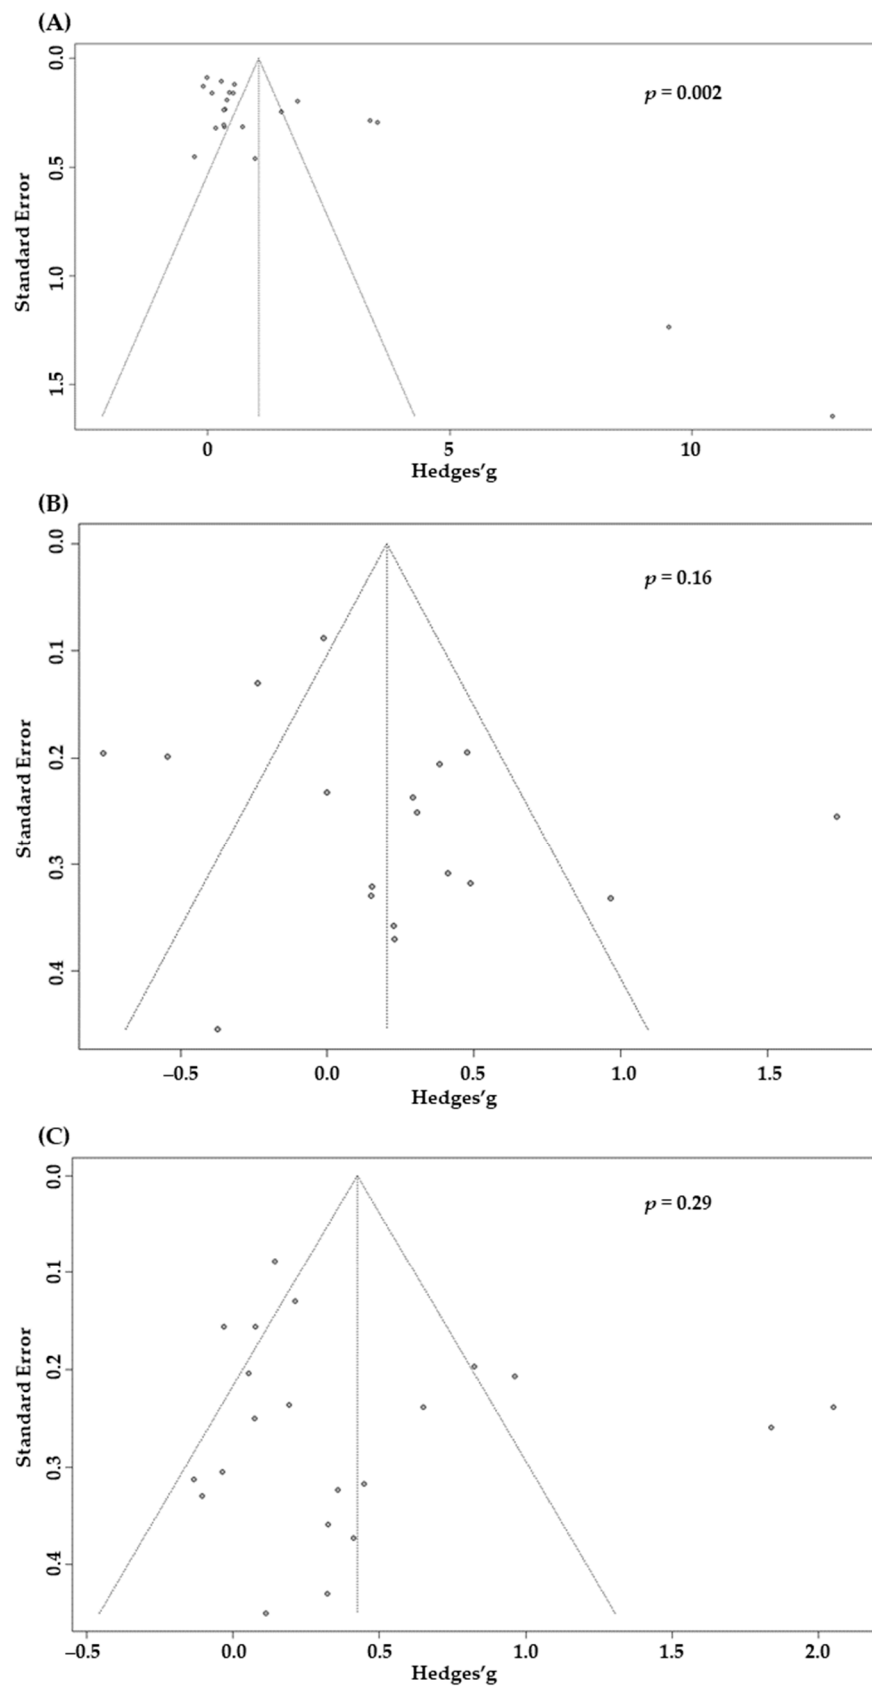 (A)
p = 0.002
Standard Error
0.0
0.5
1.0
1.5
0 5 10
Hedges'g
(B)
p = 0.16
Standard Error
0.0
0.1
0.2
0.3
0.4
−0.5 0.0 0.5 1.0 1.5
Hedges'g
(C)
p = 0.29
Standard Error
0.0
0.1
0.2
0.3
0.4
−0.5 0.0 0.5 1.0 1.5 2.0
Hedges'g